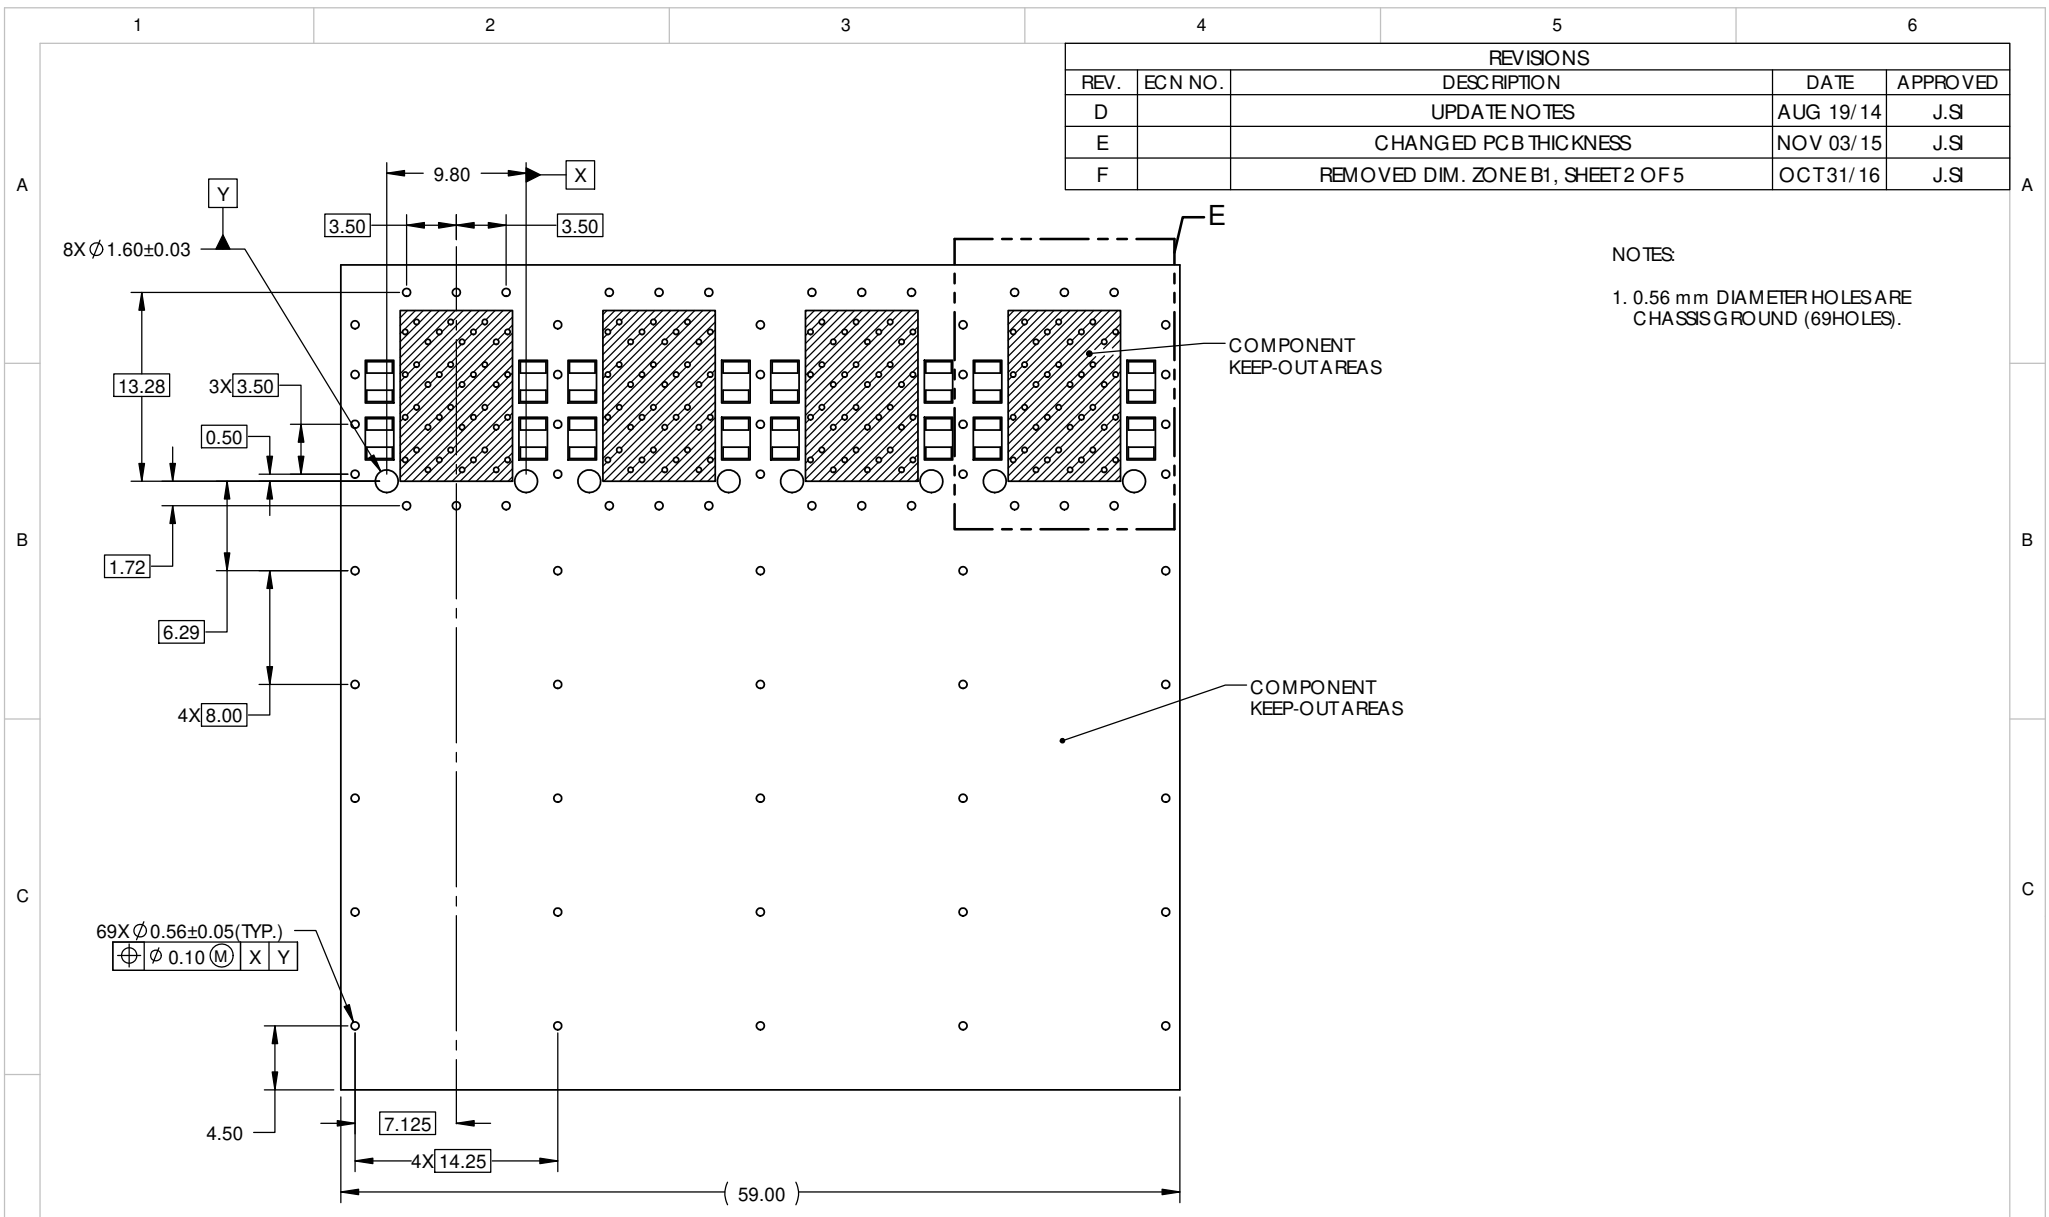 1 2 3 4 5 6
REVISIONS
REV. ECN NO. DESCRIPTION DATE APPROVED
D UPDATE NOTES AUG 19/14 J.SI
E CHANGED PCB THICKNESS NOV 03/15 J.SI
F REMOVED DIM. ZONE B1, SHEET 2 OF 5 OCT 31/16 J.SI
A A
9.80 X
Y
3.50 3.50
E
8X Ø1.60±0.03
NOTES:
1. 0.56 mm DIAMETER HOLES ARE
CHASSIS GROUND (69HOLES).
COMPONENT
KEEP-OUT AREAS
13.28
3X 3.50
0.50
B B
1.72
6.29
4X 8.00
COMPONENT
KEEP-OUT AREAS
C C
69X Ø0.56±0.05(TYP.)
⌖ Ø 0.10 Ⓜ X Y
4.50
7.125
4X 14.25
( 59.00 )